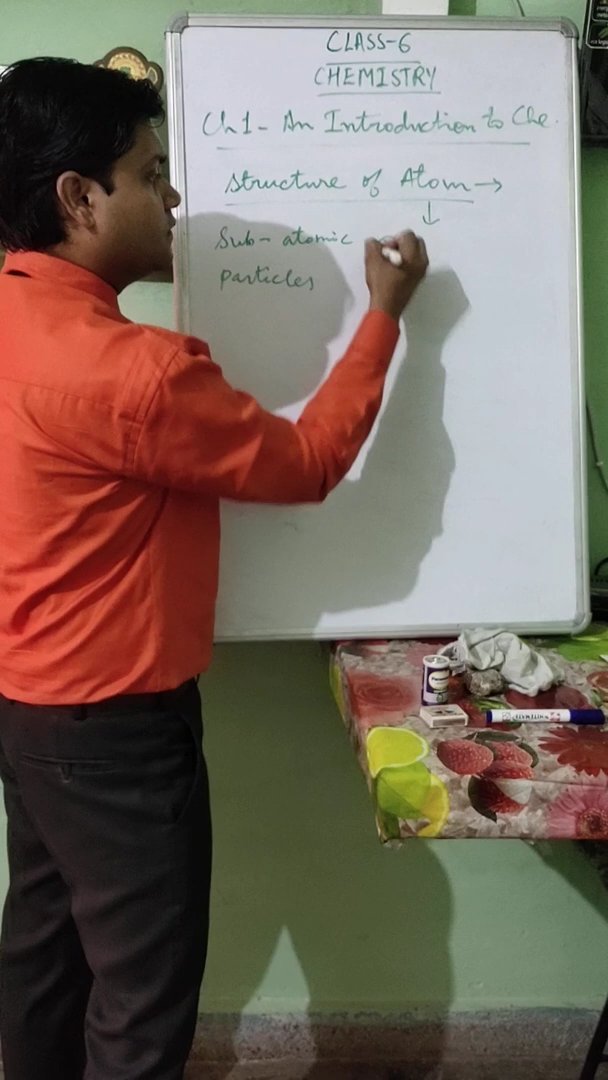 CLASS-6
CHEMISTRY
Ch1- An Introduction to Che.
Structure of Atom →
↓
Sub-atomic
particles